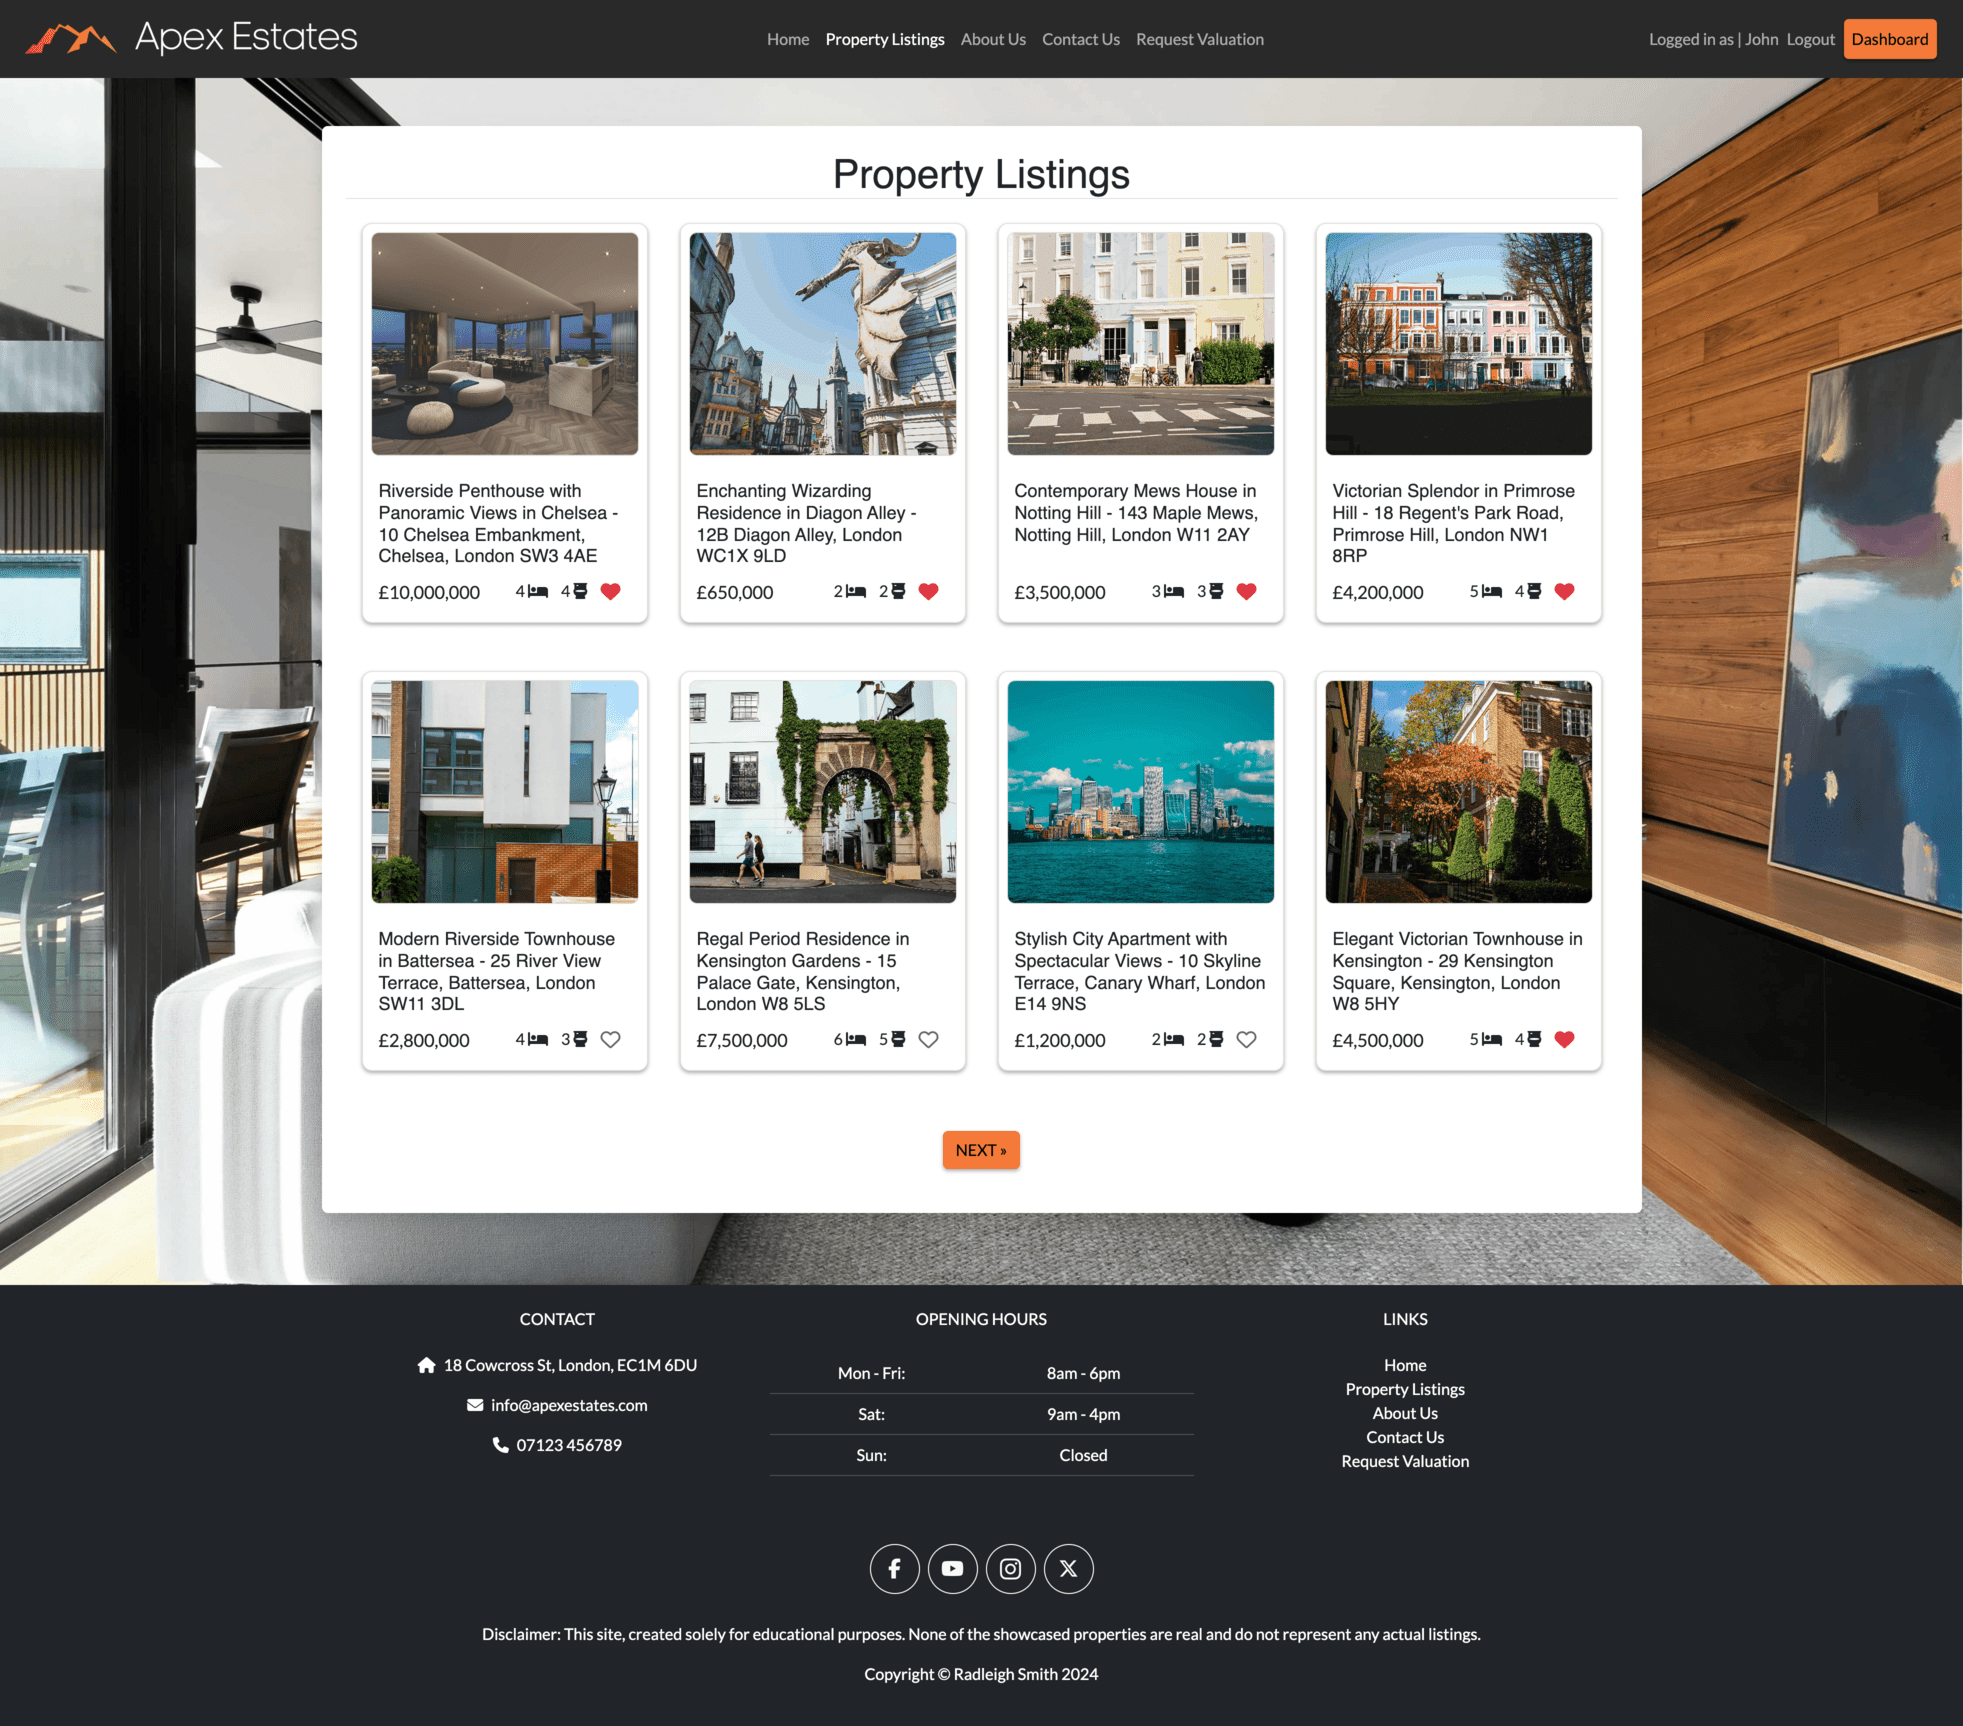 Apex Estates
Home Property Listings About Us Contact Us Request Valuation
Logged in as | John Logout Dashboard
Property Listings
Riverside Penthouse with
Panoramic Views in Chelsea -
10 Chelsea Embankment,
Chelsea, London SW3 4AE
£10,000,000 4 4
Enchanting Wizarding
Residence in Diagon Alley -
12B Diagon Alley, London
WC1X 9LD
£650,000 2 2
Contemporary Mews House in
Notting Hill - 143 Maple Mews,
Notting Hill, London W11 2AY
£3,500,000 3 3
Victorian Splendor in Primrose
Hill - 18 Regent's Park Road,
Primrose Hill, London NW1
8RP
£4,200,000 5 4
Modern Riverside Townhouse
in Battersea - 25 River View
Terrace, Battersea, London
SW11 3DL
£2,800,000 4 3
Regal Period Residence in
Kensington Gardens - 15
Palace Gate, Kensington,
London W8 5LS
£7,500,000 6 5
Stylish City Apartment with
Spectacular Views - 10 Skyline
Terrace, Canary Wharf, London
E14 9NS
£1,200,000 2 2
Elegant Victorian Townhouse in
Kensington - 29 Kensington
Square, Kensington, London
W8 5HY
£4,500,000 5 4
NEXT »
CONTACT
18 Cowcross St, London, EC1M 6DU
info@apexestates.com
07123 456789
OPENING HOURS
Mon - Fri: 8am - 6pm
Sat: 9am - 4pm
Sun: Closed
LINKS
Home
Property Listings
About Us
Contact Us
Request Valuation
Disclaimer: This site, created solely for educational purposes. None of the showcased properties are real and do not represent any actual listings.
Copyright © Radleigh Smith 2024